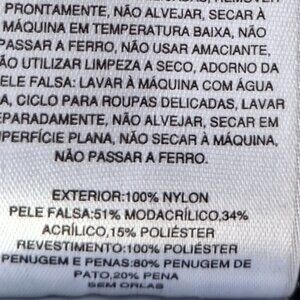 PRONTAMENTE, NÃO ALVEJAR, SECAR À
MÁQUINA EM TEMPERATURA BAIXA, NÃO
PASSAR A FERRO, NÃO USAR AMACIANTE,
ÃO UTILIZAR LIMPEZA A SECO, ADORNO DA
PELE FALSA: LAVAR À MÁQUINA COM ÁGUA
A, CICLO PARA ROUPAS DELICADAS, LAVAR
EPARADAMENTE, NÃO ALVEJAR, SECAR EM
PERFÍCIE PLANA, NÃO SECAR À MÁQUINA,
NÃO PASSAR A FERRO.
EXTERIOR:100% NYLON
PELE FALSA:51% MODACRÍLICO,34%
ACRÍLICO,15% POLIÉSTER
REVESTIMENTO:100% POLIÉSTER
PENUGEM E PENAS:80% PENUGEM DE
PATO,20% PENA
SEM ORLAS